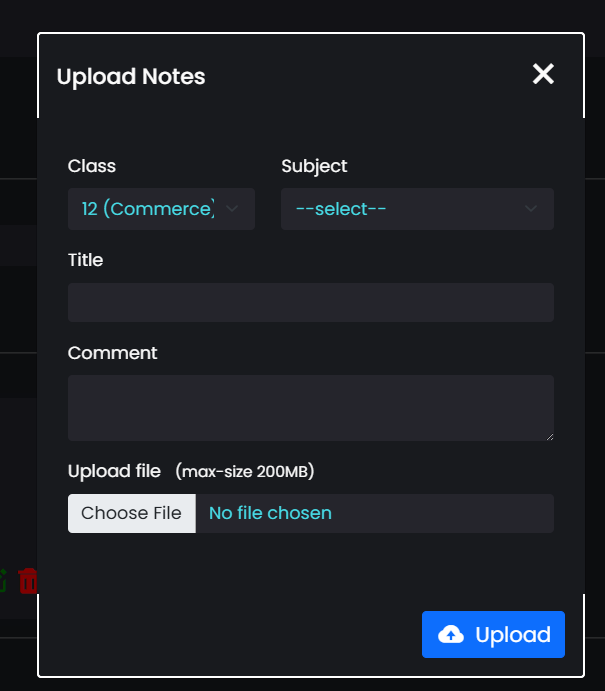 Upload Notes
Class Subject
12 (Commerce) --select--
Title
Comment
Upload file (max-size 200MB)
Choose File No file chosen
Upload